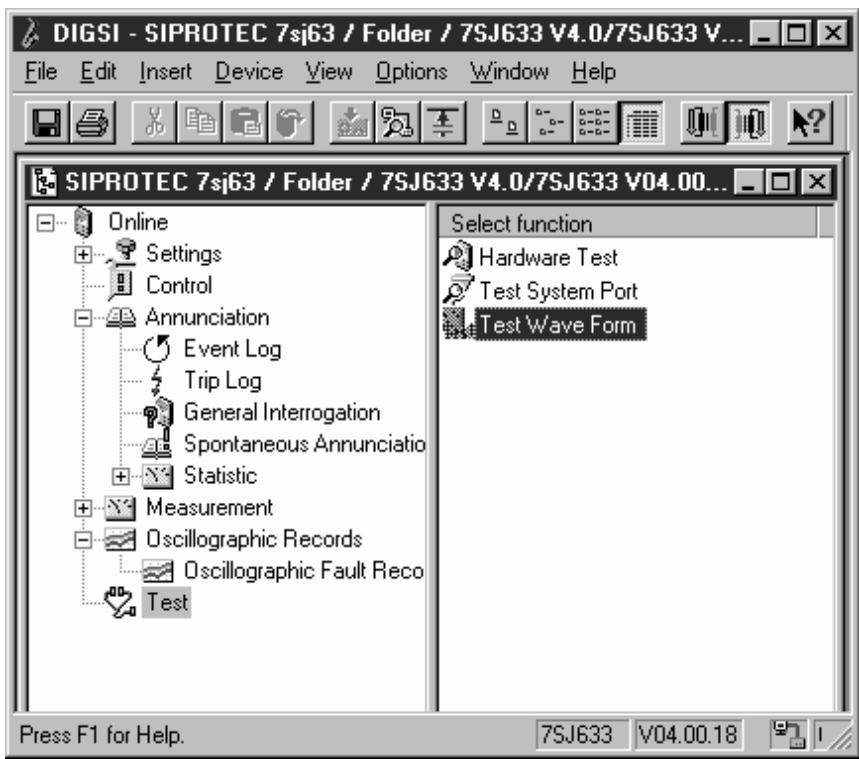 DIGSI - SIPROTEC 7sj63 / Folder / 7SJ633 V4.0/7SJ633 V...
File Edit Insert Device View Options Window Help
SIPROTEC 7sj63 / Folder / 7SJ633 V4.0/7SJ633 V04.00...
Online
Settings
Control
Annunciation
Event Log
Trip Log
General Interrogation
Spontaneous Annunciatio
Statistic
Measurement
Oscillographic Records
Oscillographic Fault Reco
Test
Select function
Hardware Test
Test System Port
Test Wave Form
Press F1 for Help. 7SJ633 V04.00.18